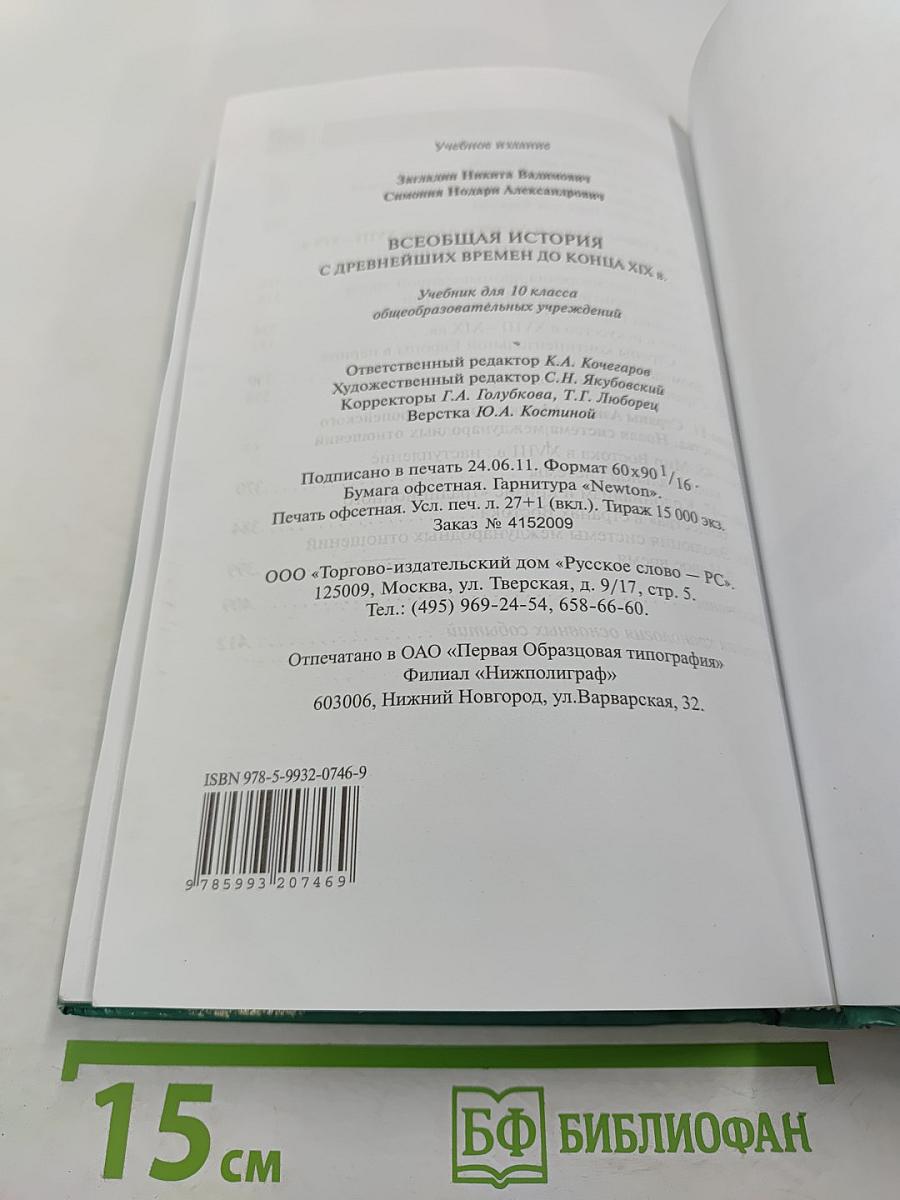 Учебное издание
Загладин Никита Вадимович
Симония Нодари Александрович
ВСЕОБЩАЯ ИСТОРИЯ
С ДРЕВНЕЙШИХ ВРЕМЕН ДО КОНЦА XIX в.
Учебник для 10 класса
общеобразовательных учреждений
Ответственный редактор К.А. Кочегаров
Художественный редактор С.Н. Якубовский
Корректоры Г.А. Голубкова, Т.Г. Люборец
Верстка Ю.А. Костиной
Подписано в печать 24.06.11. Формат 60х90 1/16.
Бумага офсетная. Гарнитура «Newton».
Печать офсетная. Усл. печ. л. 27+1 (вкл.). Тираж 15 000 экз.
Заказ № 4152009
ООО «Торгово-издательский дом «Русское слово — РС».
125009, Москва, ул. Тверская, д. 9/17, стр. 5.
Тел.: (495) 969-24-54, 658-66-60.
Отпечатано в ОАО «Первая Образцовая типография»
Филиал «Нижполиграф»
603006, Нижний Новгород, ул.Варварская, 32.
ISBN 978-5-9932-0746-9
9 785993 207469
15 см
БФ БИБЛИОФАН